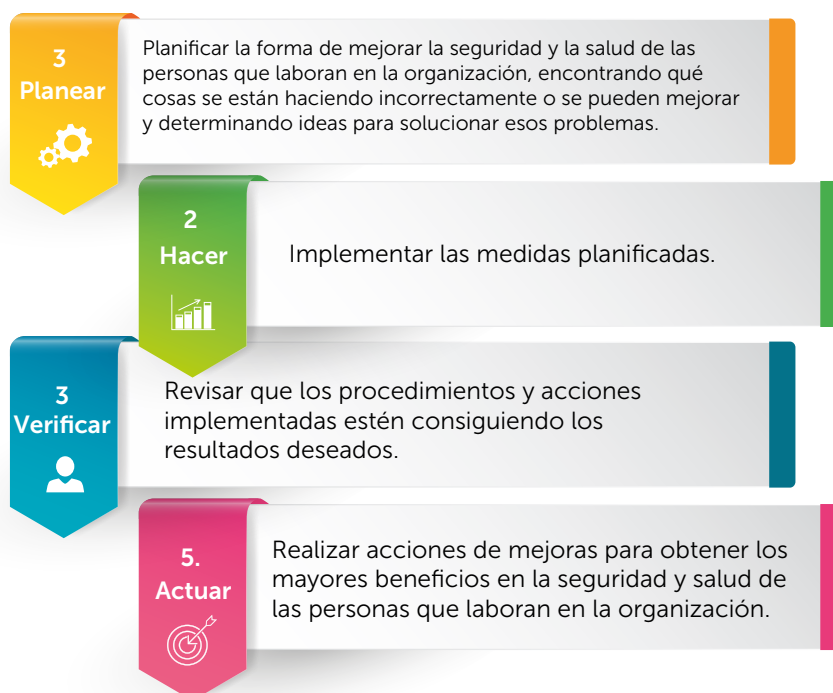 3
Planear
Planificar la forma de mejorar la seguridad y la salud de las
personas que laboran en la organización, encontrando qué
cosas se están haciendo incorrectamente o se pueden mejorar
y determinando ideas para solucionar esos problemas.
2
Hacer
Implementar las medidas planificadas.
3
Verificar
Revisar que los procedimientos y acciones
implementadas estén consiguiendo los
resultados deseados.
5.
Actuar
Realizar acciones de mejoras para obtener los
mayores beneficios en la seguridad y salud de
las personas que laboran en la organización.